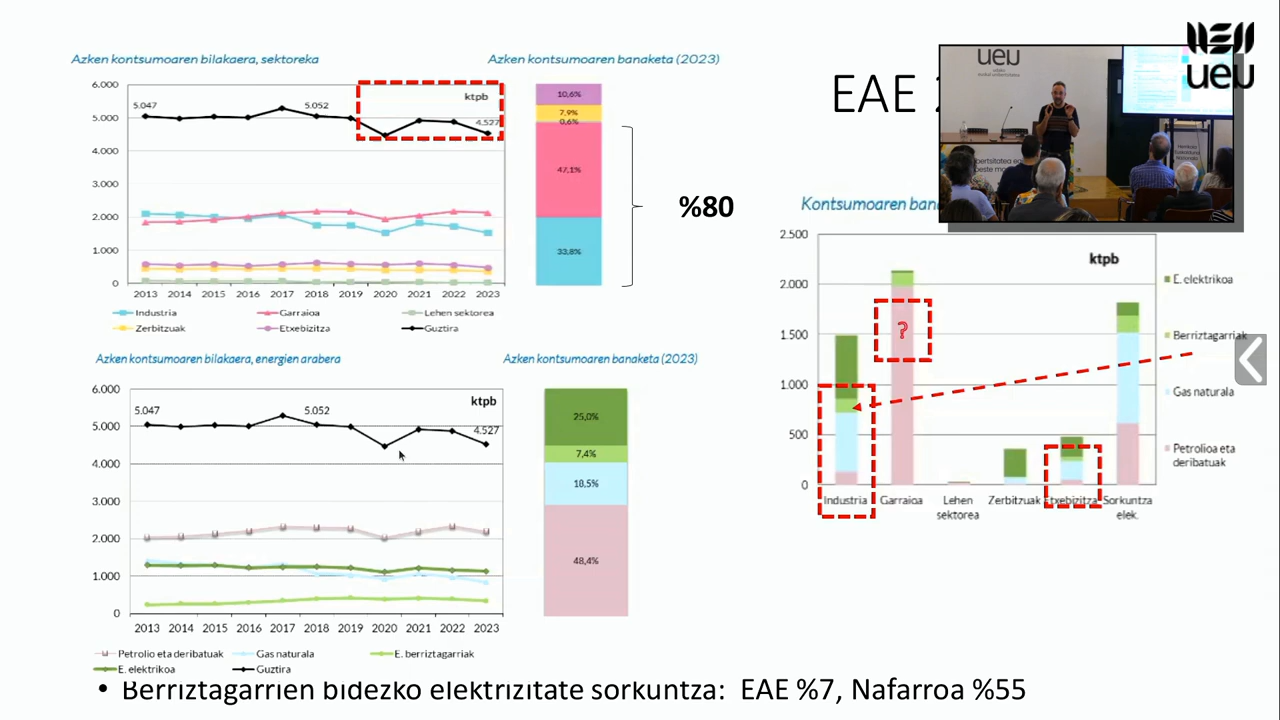 Azken kontsumoaren bilakaera, sektoreka
6.000
5.000
4.000
3.000
2.000
1.000
0
5.047
5.052
4.527
ktpb
2013 2014 2015 2016 2017 2018 2019 2020 2021 2022 2023
Industria Garraioa Lehen sektorea
Zerbitzuak Etxebizitza Guztira
Azken kontsumoaren banaketa (2023)
10,6%
7,9%
0,6%
47,1%
33,8%
%80
EAE
UEU
ueu
Kontsumoaren
2.500
2.000
1.500
1.000
500
0
ktpb
?
E. elektrikoa
Berriztagarriak
Gas naturala
Petrolioa eta
deribatuak
Industria Garraioa Lehen Zerbitzuak Etxebizitza Sorkuntza
sektorea elek.
Azken kontsumoaren bilakaera, energien arabera
6.000
5.000
4.000
3.000
2.000
1.000
0
5.047
5.052
4.527
ktpb
2013 2014 2015 2016 2017 2018 2019 2020 2021 2022 2023
Petrolio eta deribatuak Gas naturala E. berriztagarriak
E. elektrikoa Guztira
Azken kontsumoaren banaketa (2023)
25,0%
7,4%
18,5%
48,4%
• Berriztagarrien bidezko elektrizitate sorkuntza: EAE %7, Nafarroa %55